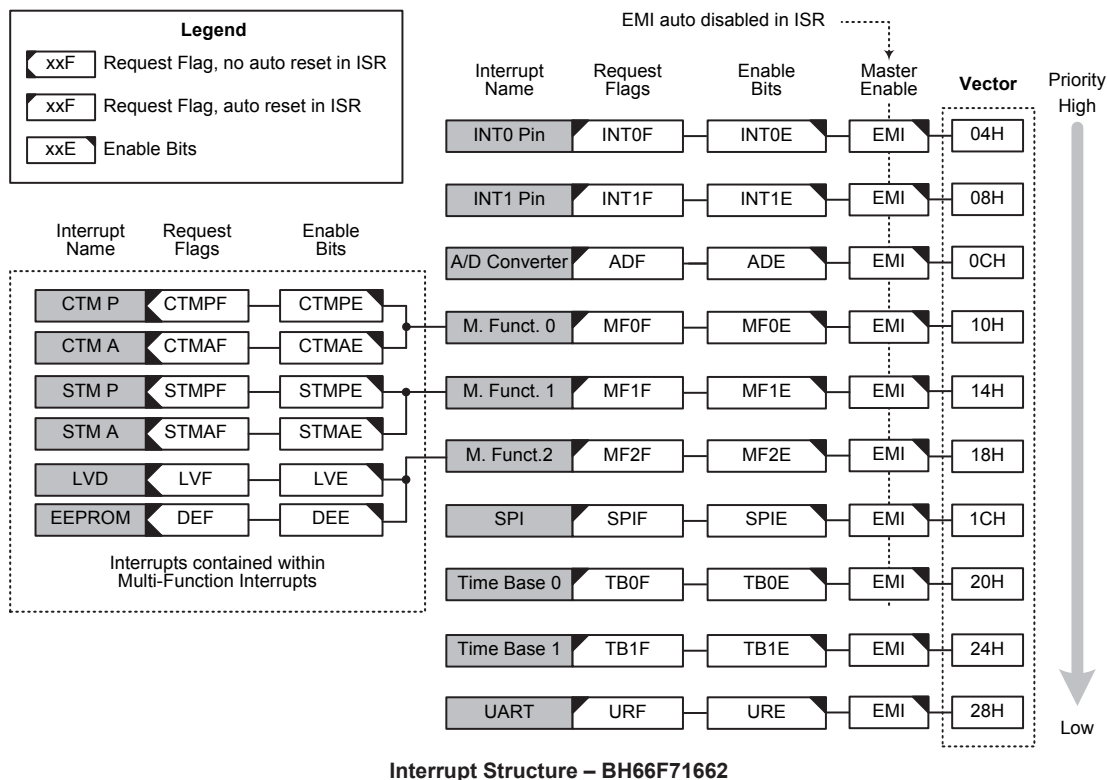 Legend
xxF Request Flag, no auto reset in ISR
xxF Request Flag, auto reset in ISR
xxE Enable Bits
EMI auto disabled in ISR
Interrupt Name Request Flags Enable Bits Master Enable Vector Priority
High
INT0 Pin INT0F INT0E EMI 04H
INT1 Pin INT1F INT1E EMI 08H
A/D Converter ADF ADE EMI 0CH
M. Funct. 0 MF0F MF0E EMI 10H
M. Funct. 1 MF1F MF1E EMI 14H
M. Funct.2 MF2F MF2E EMI 18H
SPI SPIF SPIE EMI 1CH
Time Base 0 TB0F TB0E EMI 20H
Time Base 1 TB1F TB1E EMI 24H
UART URF URE EMI 28H
Low
Interrupt Name Request Flags Enable Bits
CTM P CTMPF CTMPE
CTM A CTMAF CTMAE
STM P STMPF STMPE
STM A STMAF STMAE
LVD LVF LVE
EEPROM DEF DEE
Interrupts contained within
Multi-Function Interrupts
Interrupt Structure – BH66F71662